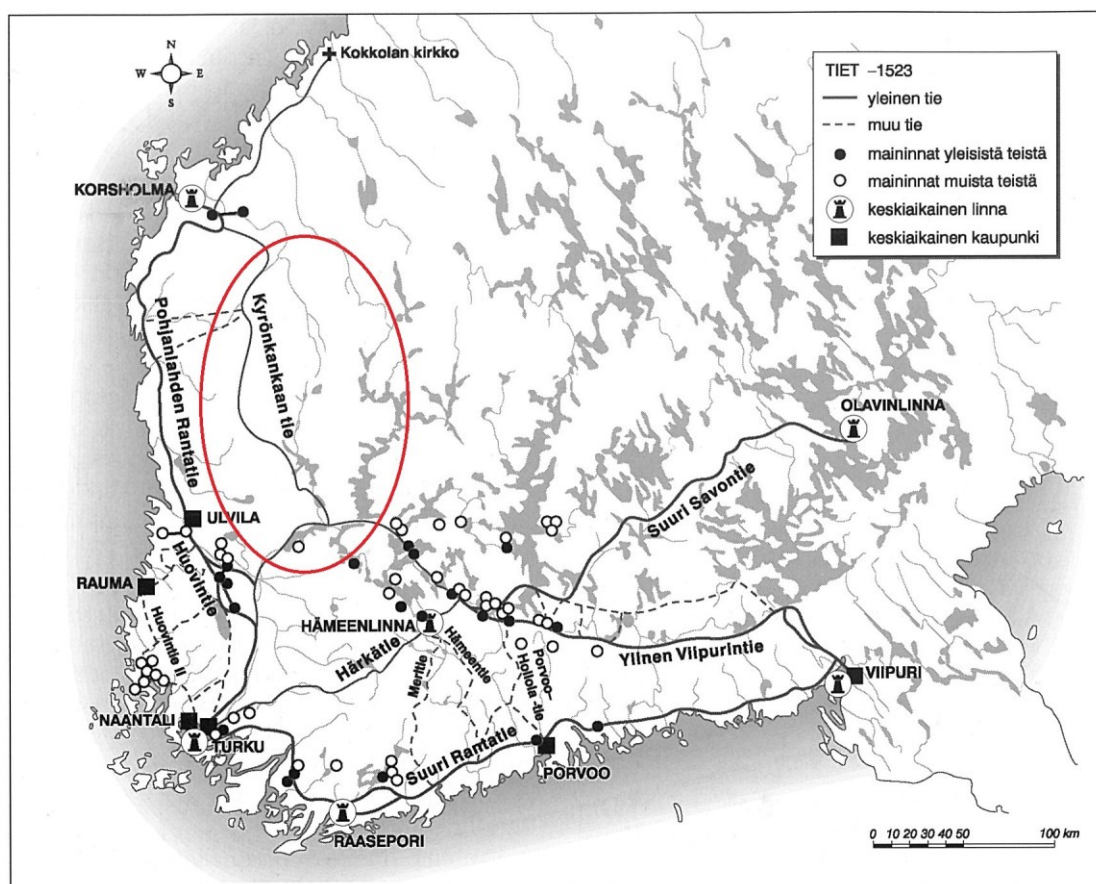 N
W E
S
Kokkolan kirkko
TIET –1523
yleinen tie
muu tie
maininnat yleisistä teistä
maininnat muista teistä
keskiaikainen linna
keskiaikainen kaupunki
KORSHOLMA
Pohjanlahden Rantatie
Kyrönkankaan tie
OLAVINLINNA
Suuri Savontie
ULVILA
Huovintie
RAUMA
Huovintie II
HÄMEENLINNA
Härkätie
Meritie
Hämeentie
Porvoo-
Hollola -tie
Ylinen Viipurintie
VIIPURI
NAANTALI
TURKU
Suuri Rantatie
PORVOO
RAASEPORI
0 10 20 30 40 50 100 km